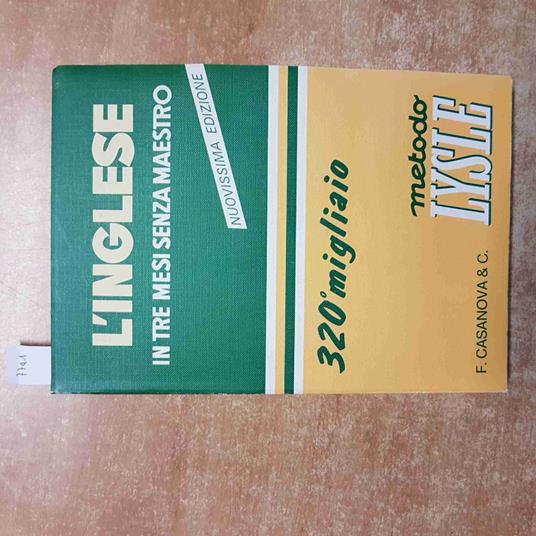 L'INGLESE
IN TRE MESI SENZA MAESTRO
NUOVISSIMA EDIZIONE
320° migliaio
metodo
LYSLE
F. CASANOVA & C.